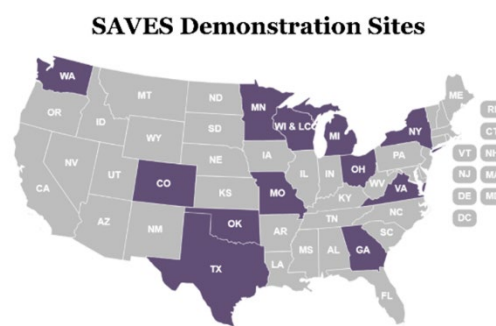 SAVES Demonstration Sites
WA
MT
ND
MN
ME
OR
ID
SD
WI & LCO
MI
NY
WY
IA
PA
NE
NV
IL
IN
OH
VT
NH
UT
CO
WV
VA
NJ
MA
CA
KS
MO
KY
DE
OK
TN
NC
DC
AZ
NM
AR
SC
MS
AL
GA
TX
LA
FL